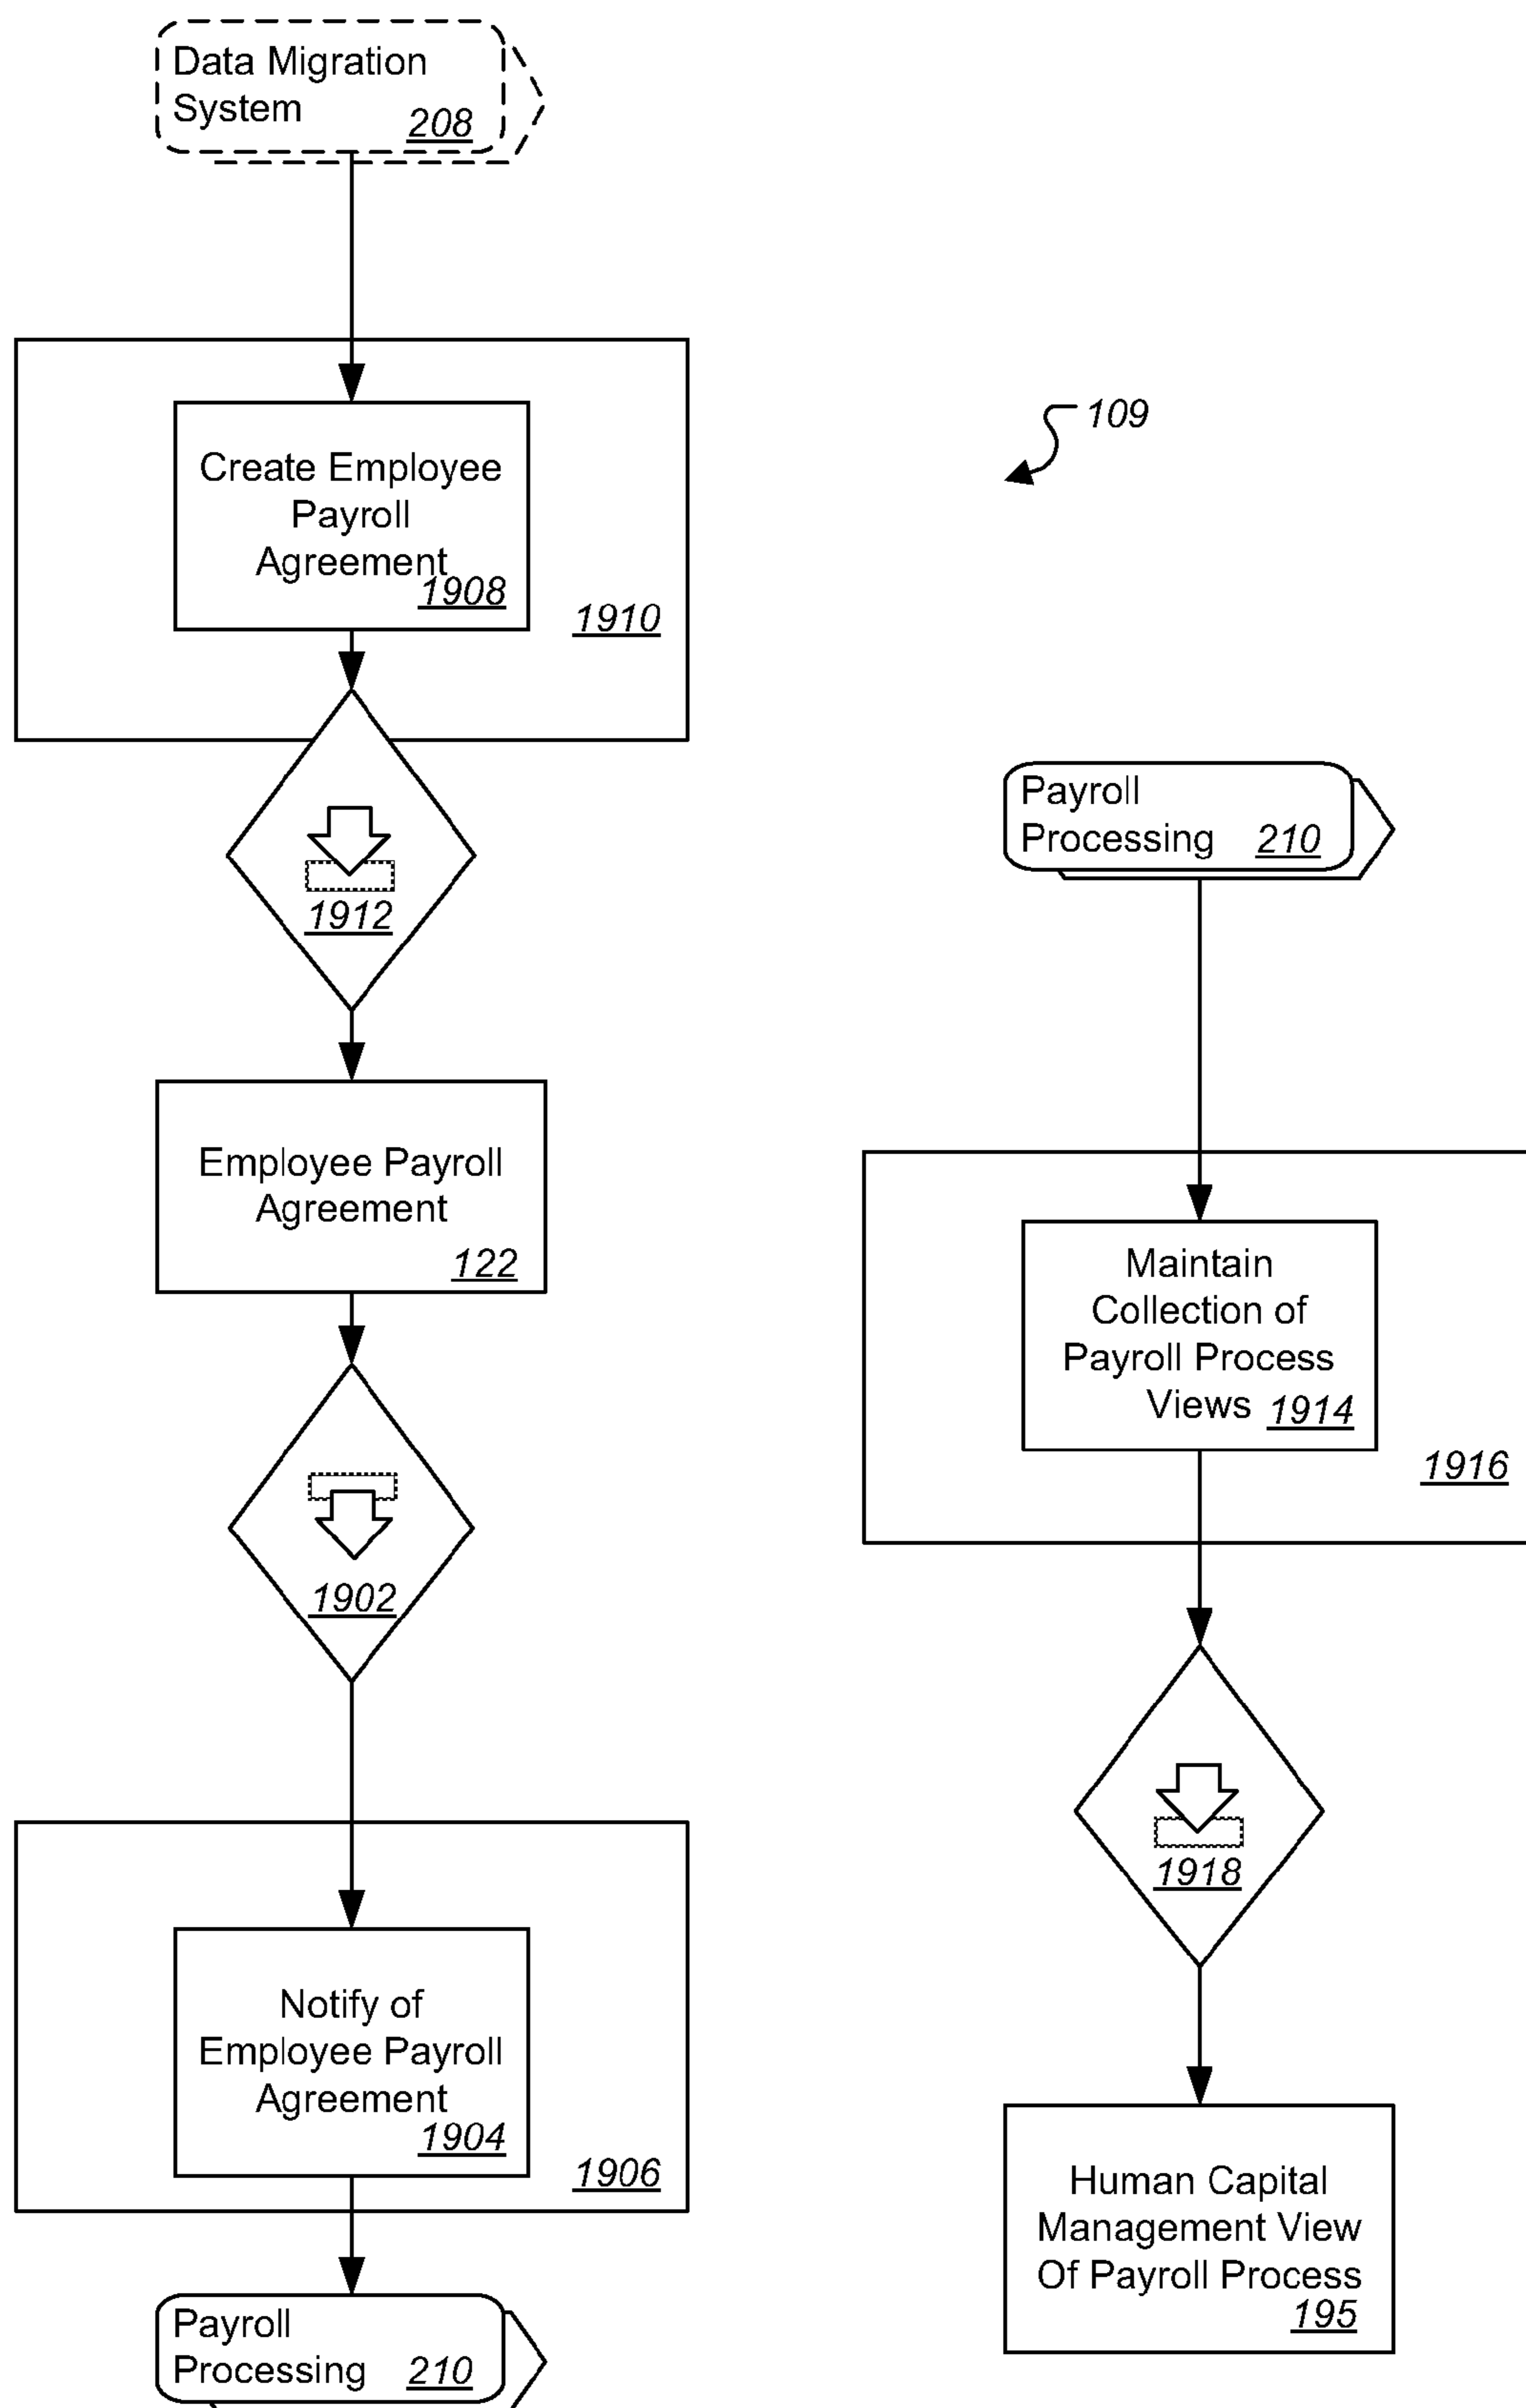 Data Migration
System 208
Create Employee
Payroll
Agreement
1908
1910
1912
Employee Payroll
Agreement
122
1902
Notify of
Employee Payroll
Agreement
1904
1906
Payroll
Processing 210
109
Payroll
Processing 210
Maintain
Collection of
Payroll Process
Views 1914
1916
1918
Human Capital
Management View
Of Payroll Process
195